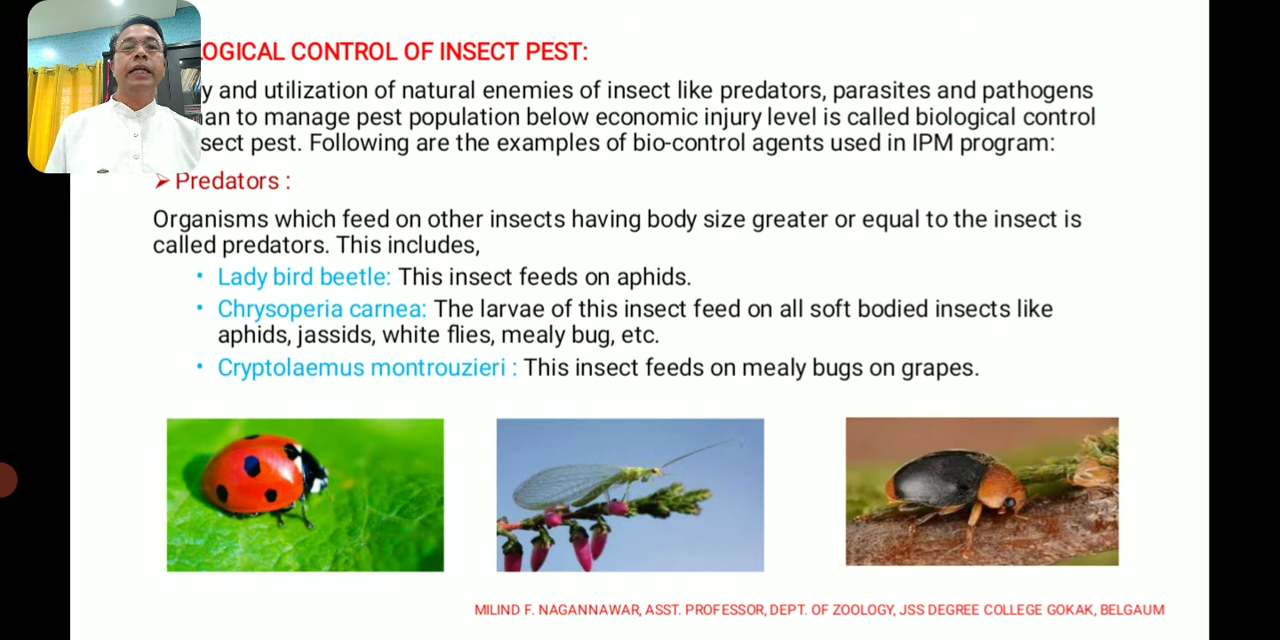 OGICAL CONTROL OF INSECT PEST:
y and utilization of natural enemies of insect like predators, parasites and pathogens
an to manage pest population below economic injury level is called biological control
sect pest. Following are the examples of bio-control agents used in IPM program:
➢ Predators :
Organisms which feed on other insects having body size greater or equal to the insect is
called predators. This includes,
• Lady bird beetle: This insect feeds on aphids.
• Chrysoperia carnea: The larvae of this insect feed on all soft bodied insects like
aphids, jassids, white flies, mealy bug, etc.
• Cryptolaemus montrouzieri : This insect feeds on mealy bugs on grapes.
MILIND F. NAGANNAWAR, ASST. PROFESSOR, DEPT. OF ZOOLOGY, JSS DEGREE COLLEGE GOKAK, BELGAUM